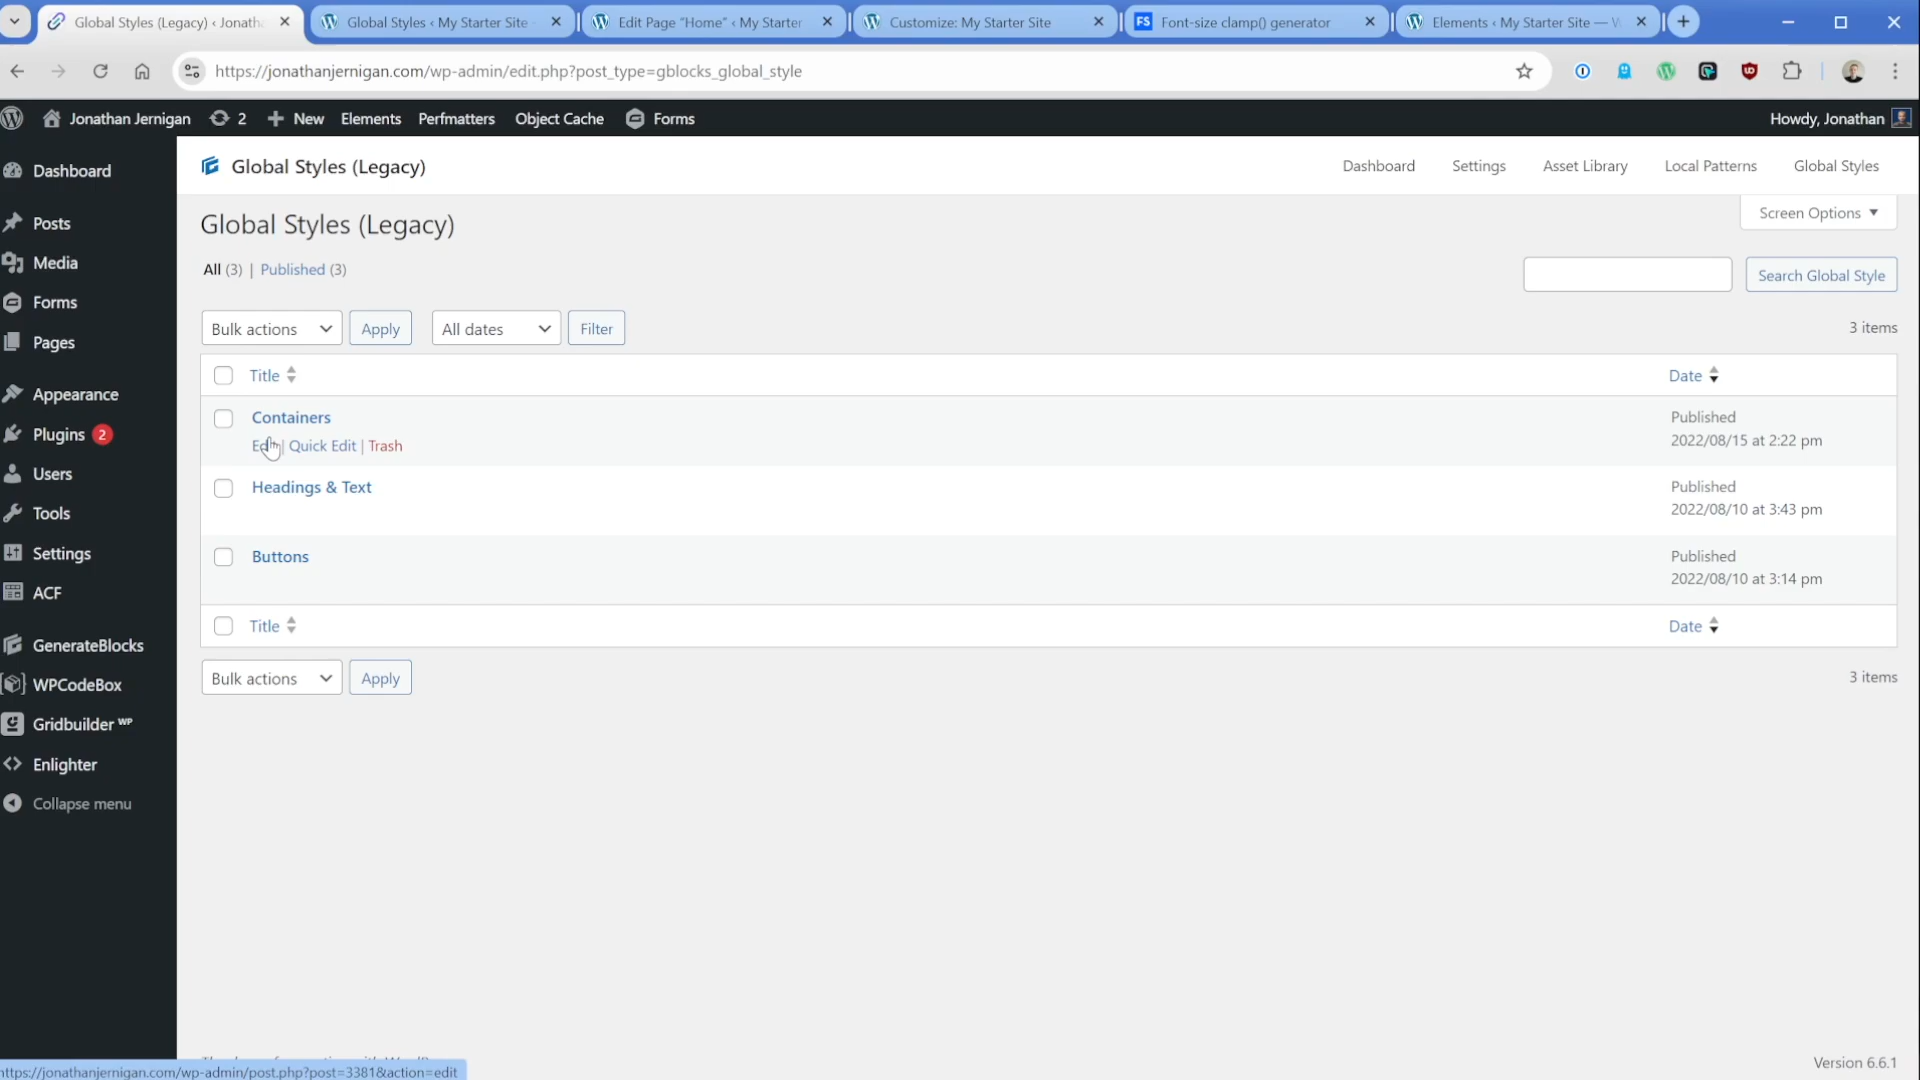 Global Styles (Legacy) ‹ Jonath
Global Styles ‹ My Starter Site
Edit Page "Home" ‹ My Starter
Customize: My Starter Site
FS Font-size clamp() generator
Elements ‹ My Starter Site — W
https://jonathanjernigan.com/wp-admin/edit.php?post_type=gblocks_global_style
Jonathan Jernigan 2 New Elements Perfmatters Object Cache Forms Howdy, Jonathan
Dashboard
Posts
Media
Forms
Pages
Appearance
Plugins 2
Users
Tools
Settings
ACF
GenerateBlocks
WPCodeBox
Gridbuilder WP
Enlighter
Collapse menu
Global Styles (Legacy) Dashboard Settings Asset Library Local Patterns Global Styles
Screen Options
Global Styles (Legacy)
All (3) | Published (3) Search Global Style
Bulk actions Apply All dates Filter 3 items
Title Date
Containers Published
Edit | Quick Edit | Trash 2022/08/15 at 2:22 pm
Headings & Text Published
2022/08/10 at 3:43 pm
Buttons Published
2022/08/10 at 3:14 pm
Title Date
Bulk actions Apply 3 items
Version 6.6.1
https://jonathanjernigan.com/wp-admin/post.php?post=3381&action=edit